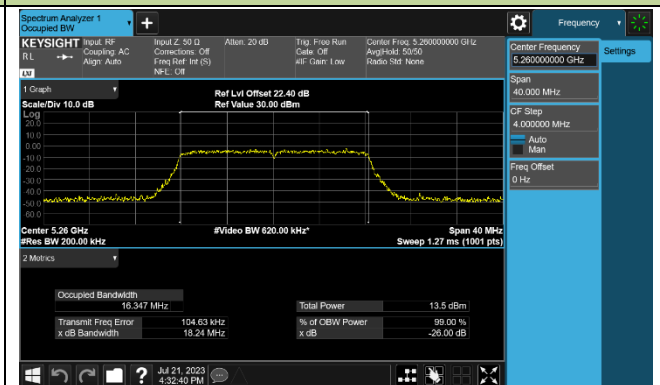 Spectrum Analyzer 1
Occupied BW
+
Frequency
KEYSIGHT
RL
Input: RF
Coupling: AC
Align: Auto
Input Z: 50 Ω
Corrections: Off
Freq Ref: Int (S)
NFE: Off
Atten: 20 dB
Trig: Free Run
Gate: Off
#IF Gain: Low
Center Freq: 5.260000000 GHz
Avg|Hold: 50/50
Radio Std: None
LXI
Center Frequency
5.260000000 GHz
Settings
Span
40.000 MHz
CF Step
4.000000 MHz
Auto
Man
Freq Offset
0 Hz
1 Graph
Scale/Div 10.0 dB
Ref Lvl Offset 22.40 dB
Ref Value 30.00 dBm
Log
20.0
10.0
0.00
-10.0
-20.0
-30.0
-40.0
-50.0
-60.0
Center 5.26 GHz
#Res BW 200.00 kHz
#Video BW 620.00 kHz*
Span 40 MHz
Sweep 1.27 ms (1001 pts)
2 Metrics
Occupied Bandwidth
16.347 MHz
Total Power 13.5 dBm
Transmit Freq Error 104.63 kHz
% of OBW Power 99.00 %
x dB Bandwidth 18.24 MHz
x dB -26.00 dB
?
Jul 21, 2023
4:32:40 PM